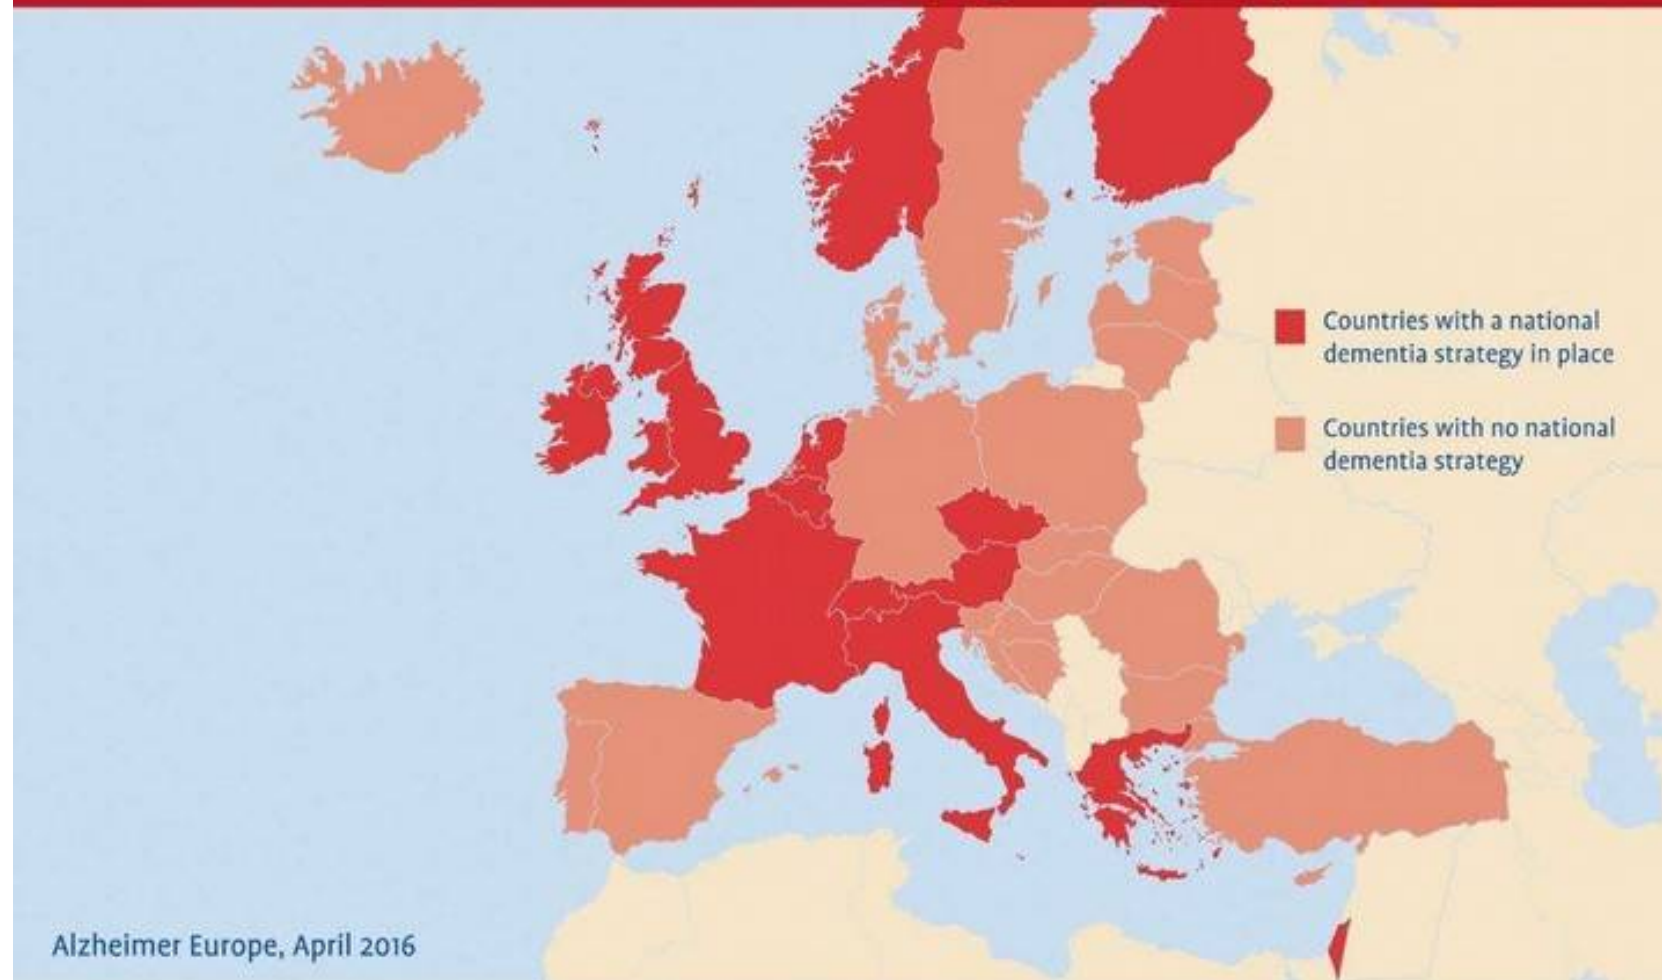 Countries with a national
dementia strategy in place
Countries with no national
dementia strategy
Alzheimer Europe, April 2016